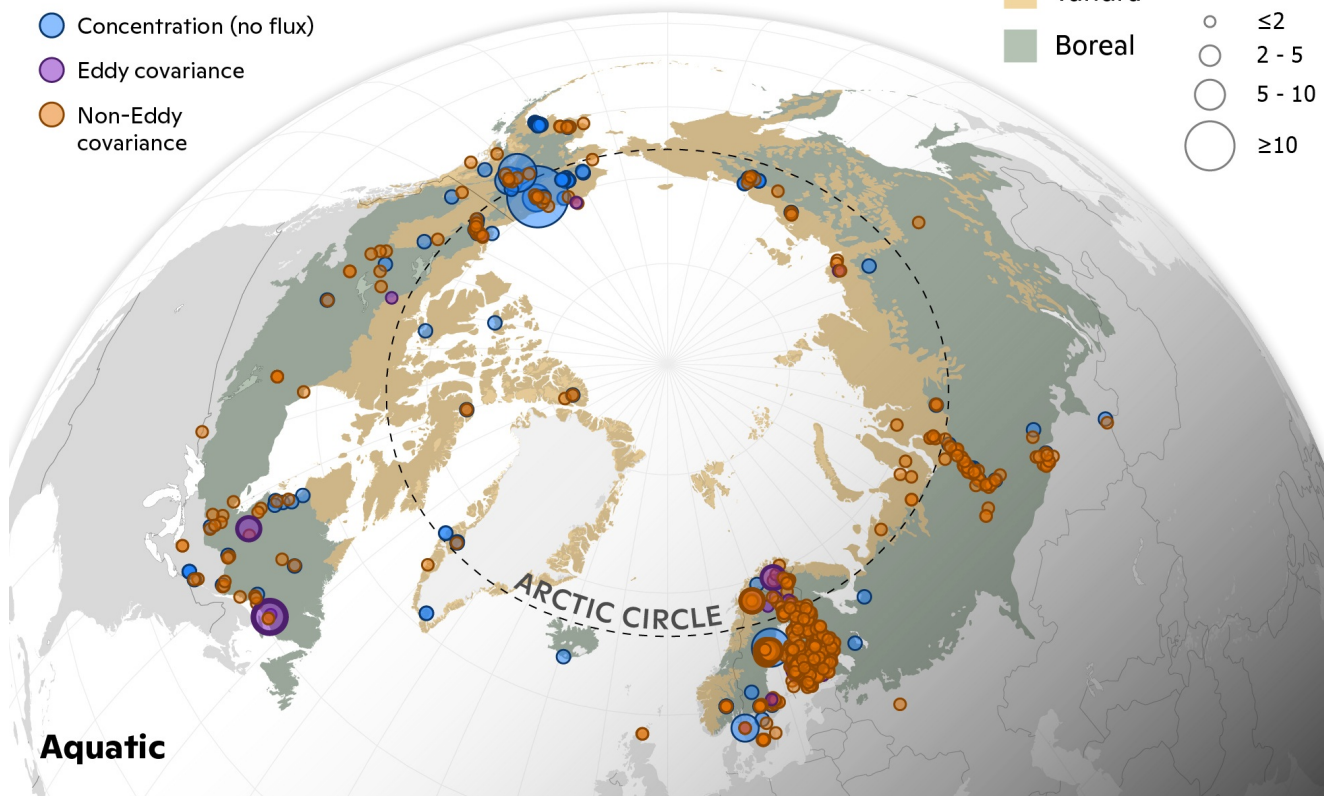 Concentration (no flux)
Eddy covariance
Non-Eddy
covariance
Boreal
≤2
2 - 5
5 - 10
≥10
ARCTIC CIRCLE
Aquatic